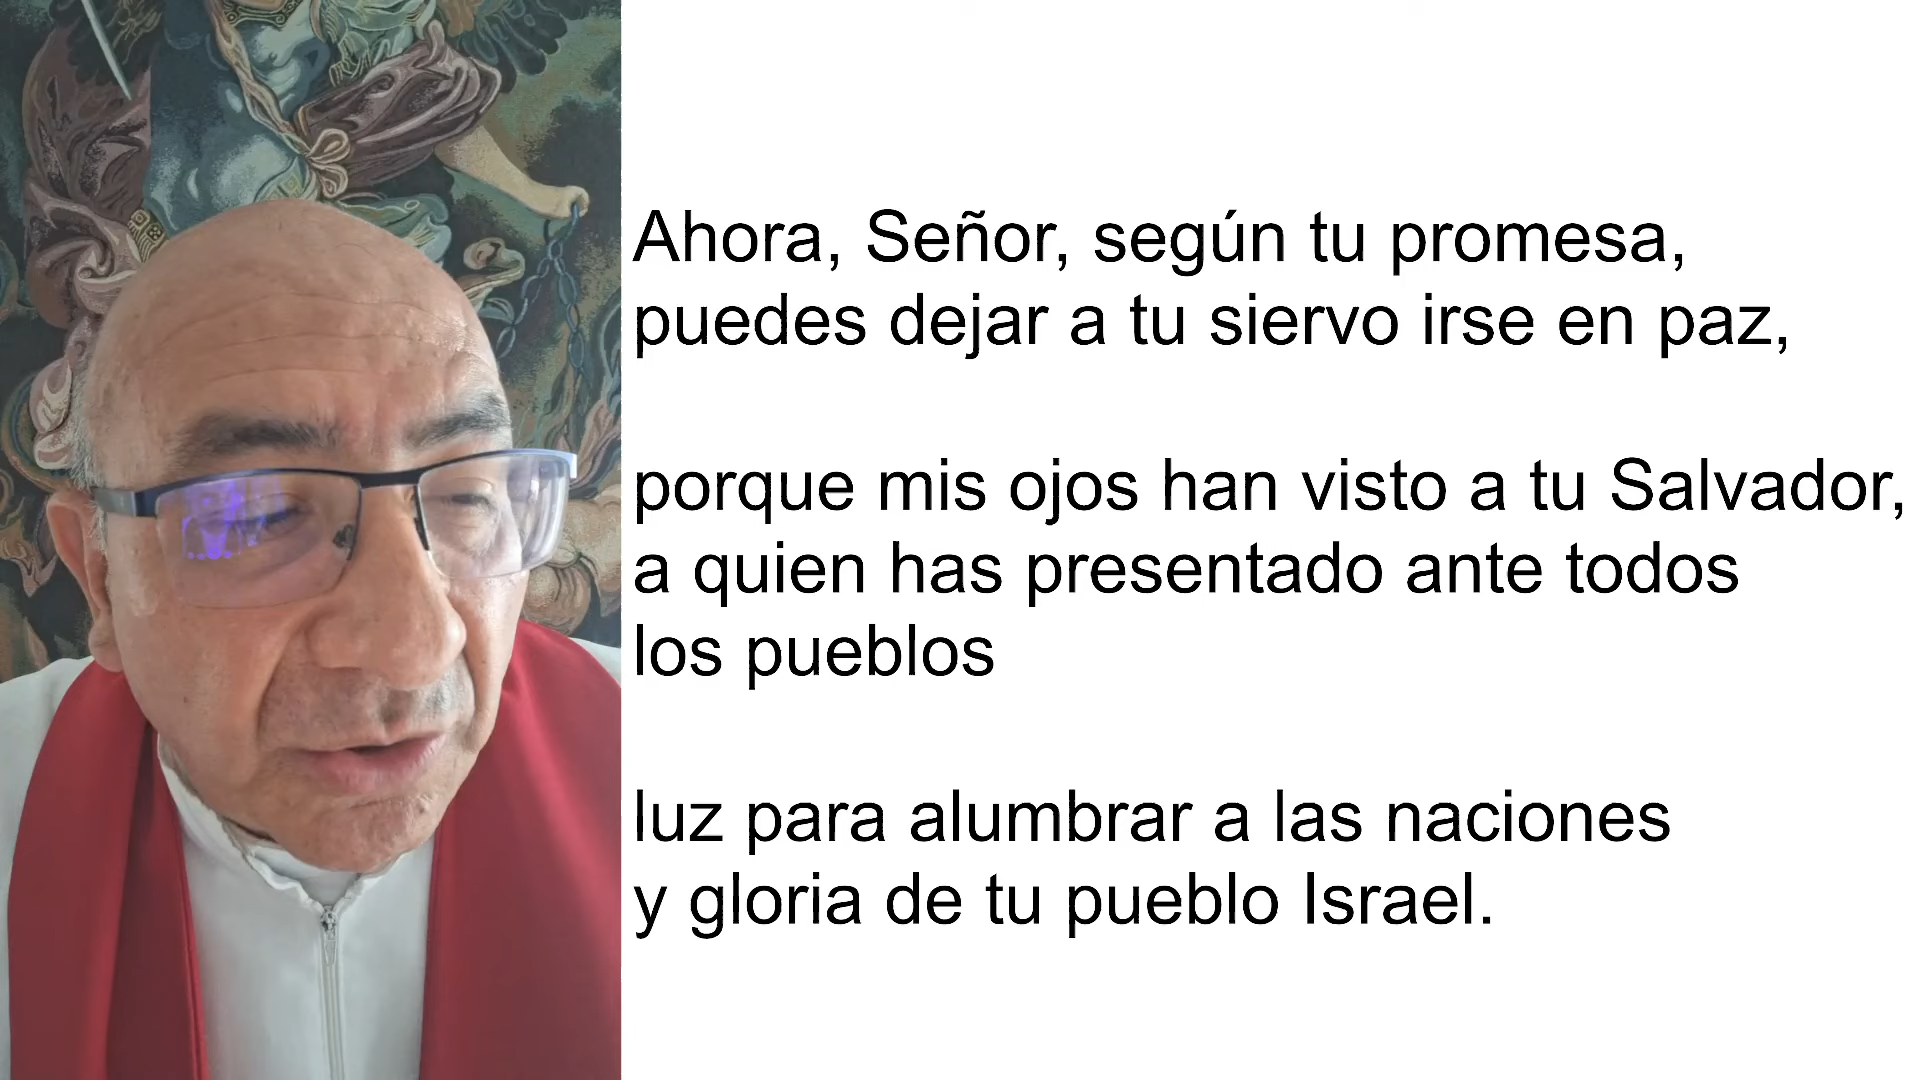 Ahora, Señor, según tu promesa,
puedes dejar a tu siervo irse en paz,
porque mis ojos han visto a tu Salvador,
a quien has presentado ante todos
los pueblos
luz para alumbrar a las naciones
y gloria de tu pueblo Israel.